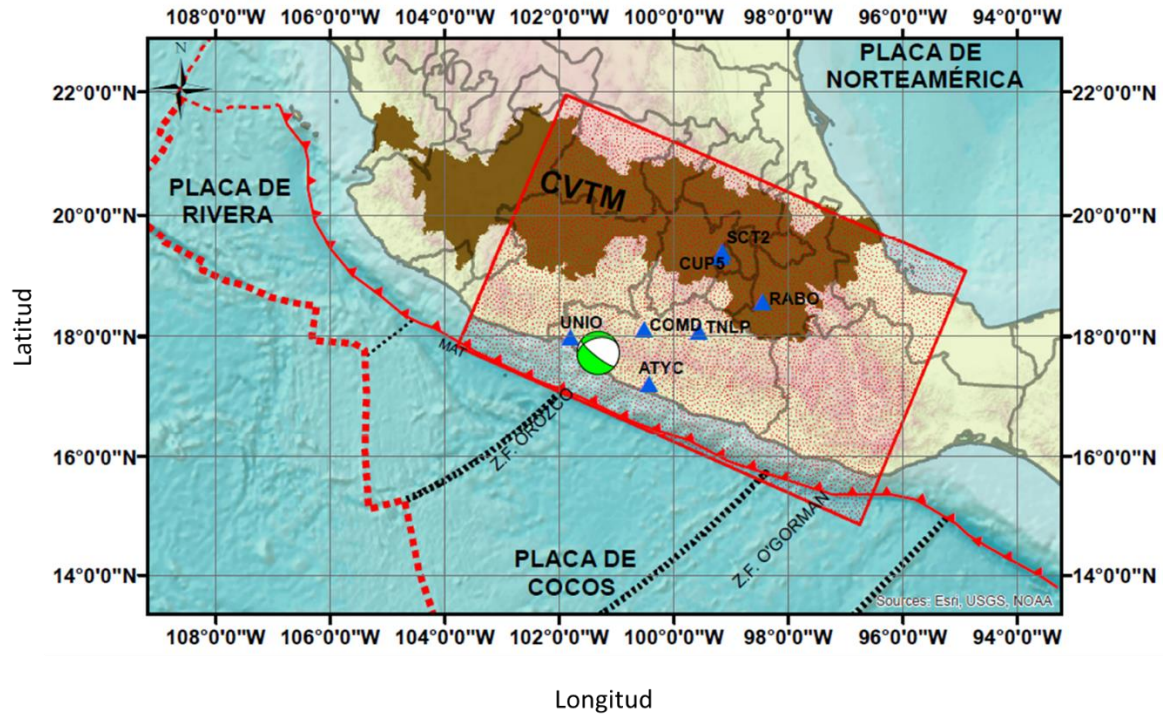 108°0'0"W 106°0'0"W 104°0'0"W 102°0'0"W 100°0'0"W 98°0'0"W 96°0'0"W 94°0'0"W
N
PLACA DE
NORTEAMÉRICA
22°0'0"N
22°0'0"N
PLACA DE
RIVERA
CVTM
20°0'0"N
20°0'0"N
SCT2
CUP5
RABO
Latitud
18°0'0"N
18°0'0"N
UNIO
COMD
TNLP
MAT
ATYC
Z.F. OROZCO
16°0'0"N
16°0'0"N
Z.F. O'GORMAN
PLACA DE
COCOS
14°0'0"N
14°0'0"N
Sources: Esri, USGS, NOAA
108°0'0"W 106°0'0"W 104°0'0"W 102°0'0"W 100°0'0"W 98°0'0"W 96°0'0"W 94°0'0"W
Longitud